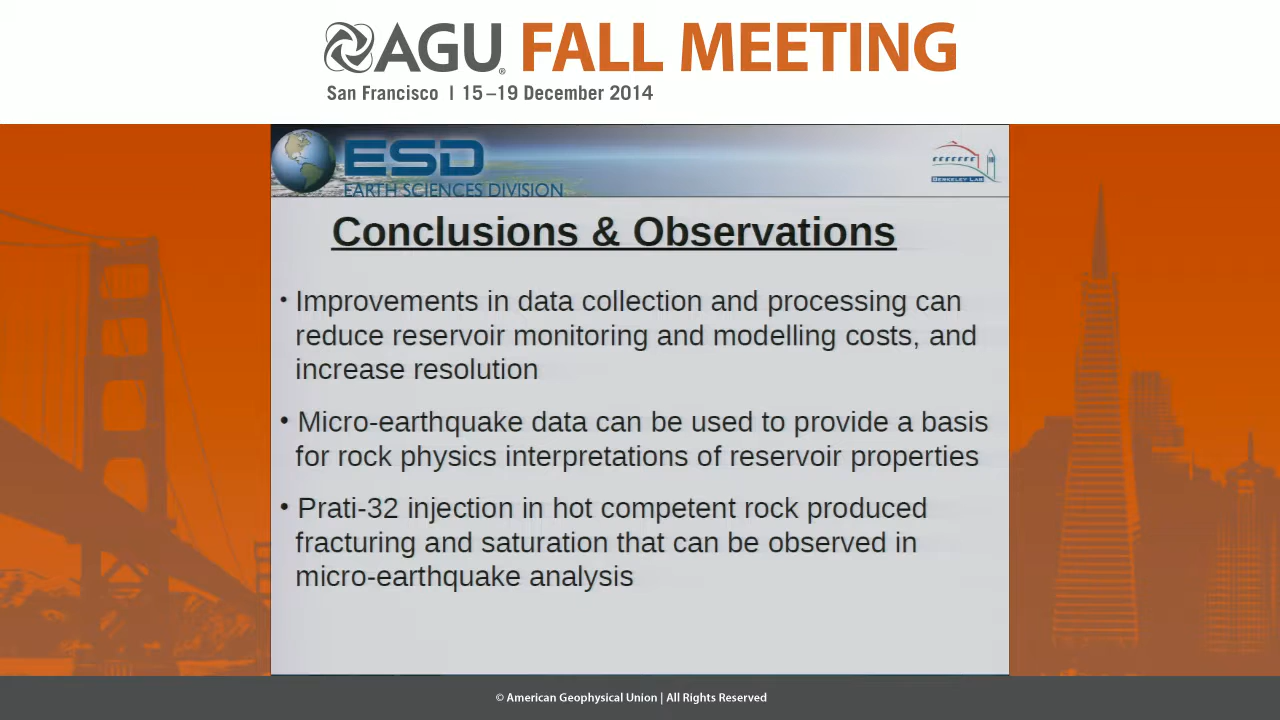 AGU® FALL MEETING
San Francisco | 15–19 December 2014
ESD
EARTH SCIENCES DIVISION
BERKELEY LAB
Conclusions & Observations
• Improvements in data collection and processing can
reduce reservoir monitoring and modelling costs, and
increase resolution
• Micro-earthquake data can be used to provide a basis
for rock physics interpretations of reservoir properties
• Prati-32 injection in hot competent rock produced
fracturing and saturation that can be observed in
micro-earthquake analysis
© American Geophysical Union | All Rights Reserved